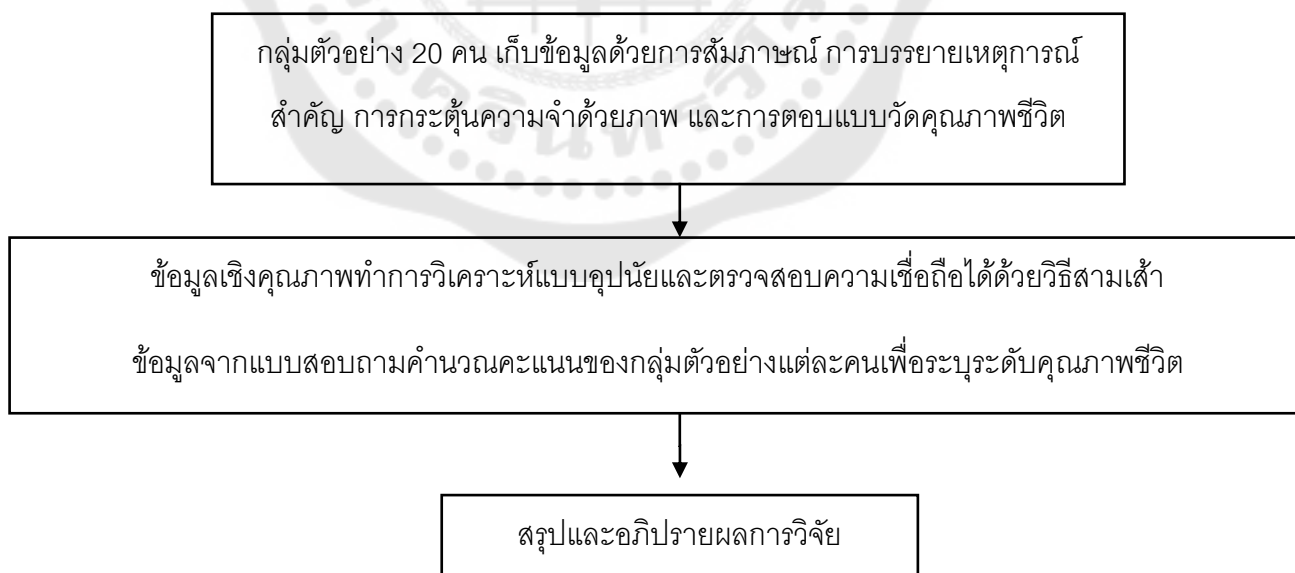 กลุ่มตัวอย่าง 20 คน เก็บข้อมูลด้วยการสัมภาษณ์ การบรรยายเหตุการณ์
สำคัญ การกระตุ้นความจำด้วยภาพ และการตอบแบบวัดคุณภาพชีวิต
ข้อมูลเชิงคุณภาพทำการวิเคราะห์แบบอุปนัยและตรวจสอบความเชื่อถือได้ด้วยวิธีสามเส้า
ข้อมูลจากแบบสอบถามคำนวณคะแนนของกลุ่มตัวอย่างแต่ละคนเพื่อระบุระดับคุณภาพชีวิต
สรุปและอภิปรายผลการวิจัย